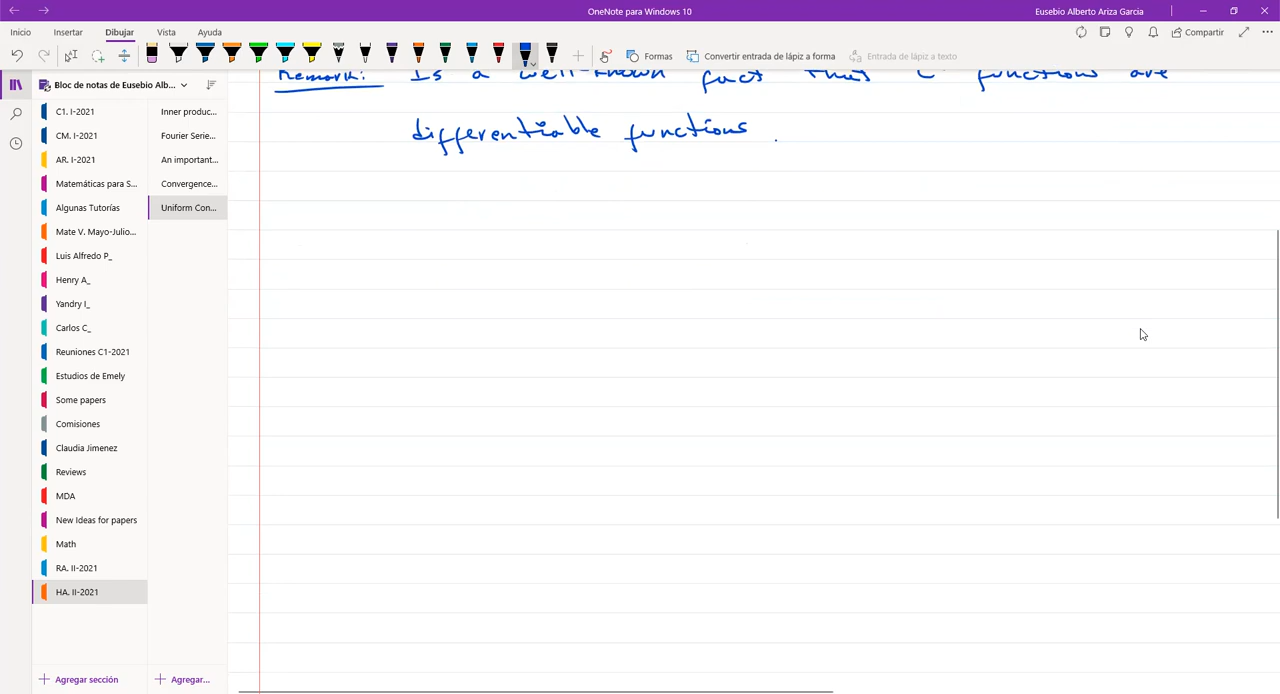 OneNote para Windows 10
Eusebio Alberto Ariza Garcia
Inicio
Insertar
Dibujar
Vista
Ayuda
Compartir
Formas
Convertir entrada de lápiz a forma
Entrada de lápiz a texto
Bloc de notas de Eusebio Alb...
C1. I-2021
CM. I-2021
AR. I-2021
Matemáticas para S...
Algunas Tutorías
Mate V. Mayo-Julio...
Luis Alfredo P_
Henry A_
Yandry I_
Carlos C_
Reuniones C1-2021
Estudios de Emely
Some papers
Comisiones
Claudia Jimenez
Reviews
MDA
New Ideas for papers
Math
RA. II-2021
HA. II-2021
Agregar sección
Inner produc...
Fourier Serie...
An important...
Convergence...
Uniform Con...
Agregar...
Remark: Is a well-known fact that functions are
differentiable functions.